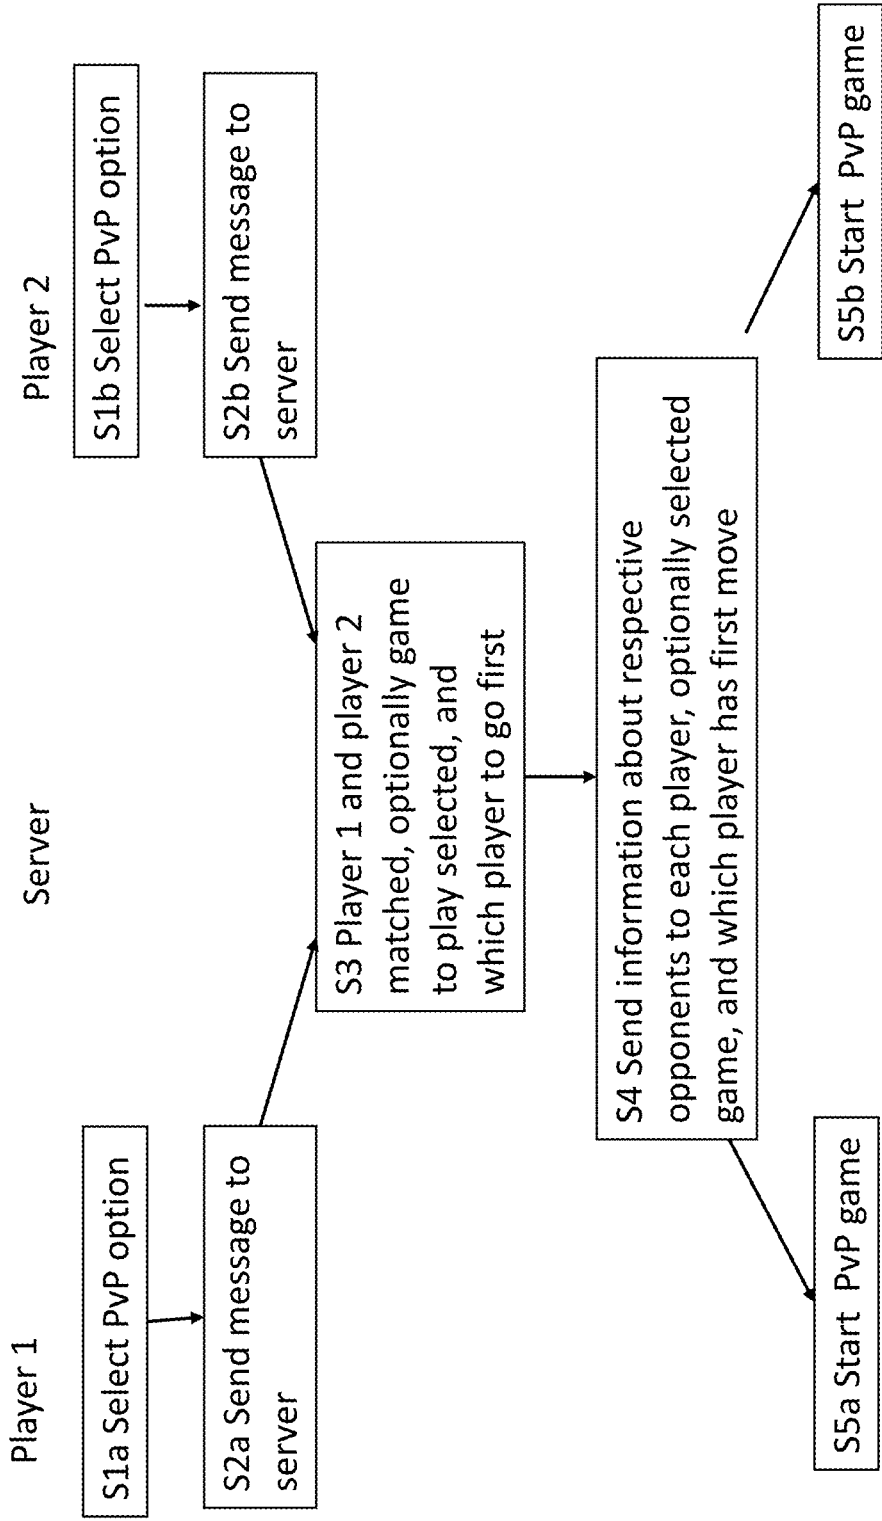 Player 1
Server
Player 2
S1a Select PvP option
S1b Select PvP option
S2a Send message to
server
S2b Send message to
server
S3 Player 1 and player 2
matched, optionally game
to play selected, and
which player to go first
S4 Send information about respective
opponents to each player, optionally selected
game, and which player has first move
S5a Start PvP game
S5b Start PvP game